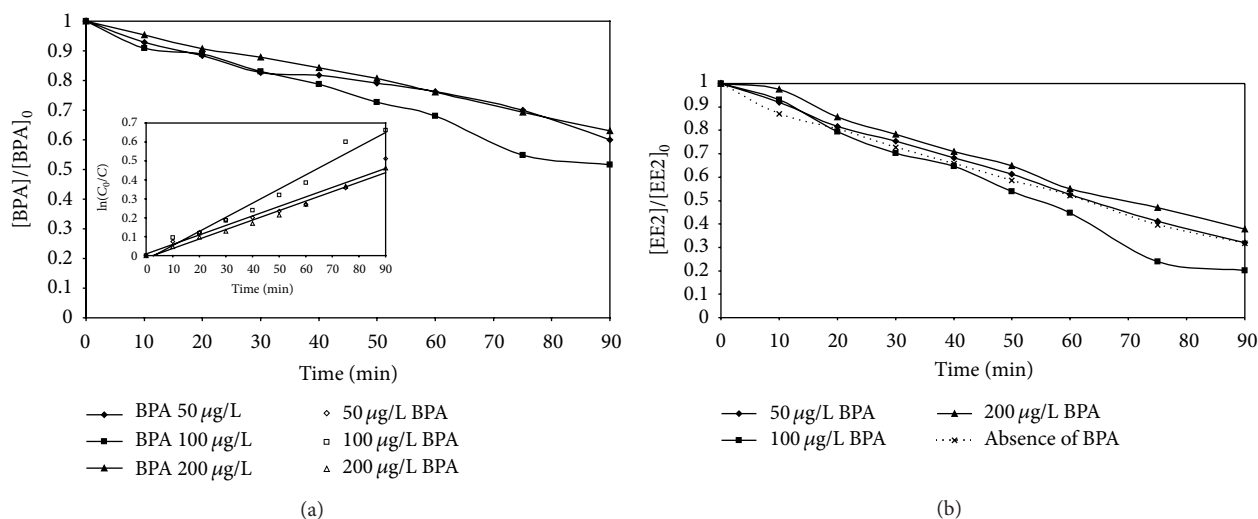 1
0.9
0.8
0.7
0.6
0.5
0.4
0.3
0.2
0.1
0
[BPA]/[BPA]0
0 10 20 30 40 50 60 70 80 90
Time (min)
0.7
0.6
0.5
0.4
0.3
0.2
0.1
0
ln(C0/C)
0 10 20 30 40 50 60 70 80 90
Time (min)
BPA 50 μg/L
BPA 100 μg/L
BPA 200 μg/L
50 μg/L BPA
100 μg/L BPA
200 μg/L BPA
(a)
1
0.9
0.8
0.7
0.6
0.5
0.4
0.3
0.2
0.1
0
[EE2]/[EE2]0
0 10 20 30 40 50 60 70 80 90
Time (min)
50 μg/L BPA
100 μg/L BPA
200 μg/L BPA
Absence of BPA
(b)